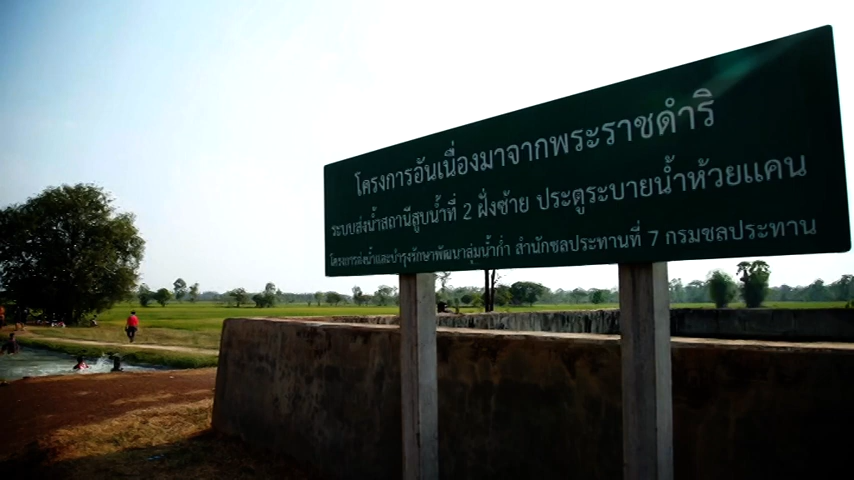 โครงการอันเนื่องมาจากพระราชดำริ
ระบบส่งน้ำสถานีสูบน้ำที่ 2 ฝั่งซ้าย ประตูระบายน้ำห้วยแคน
โครงการส่งน้ำและบำรุงรักษาพัฒนาลุ่มน้ำก่ำ สำนักชลประทานที่ 7 กรมชลประทาน